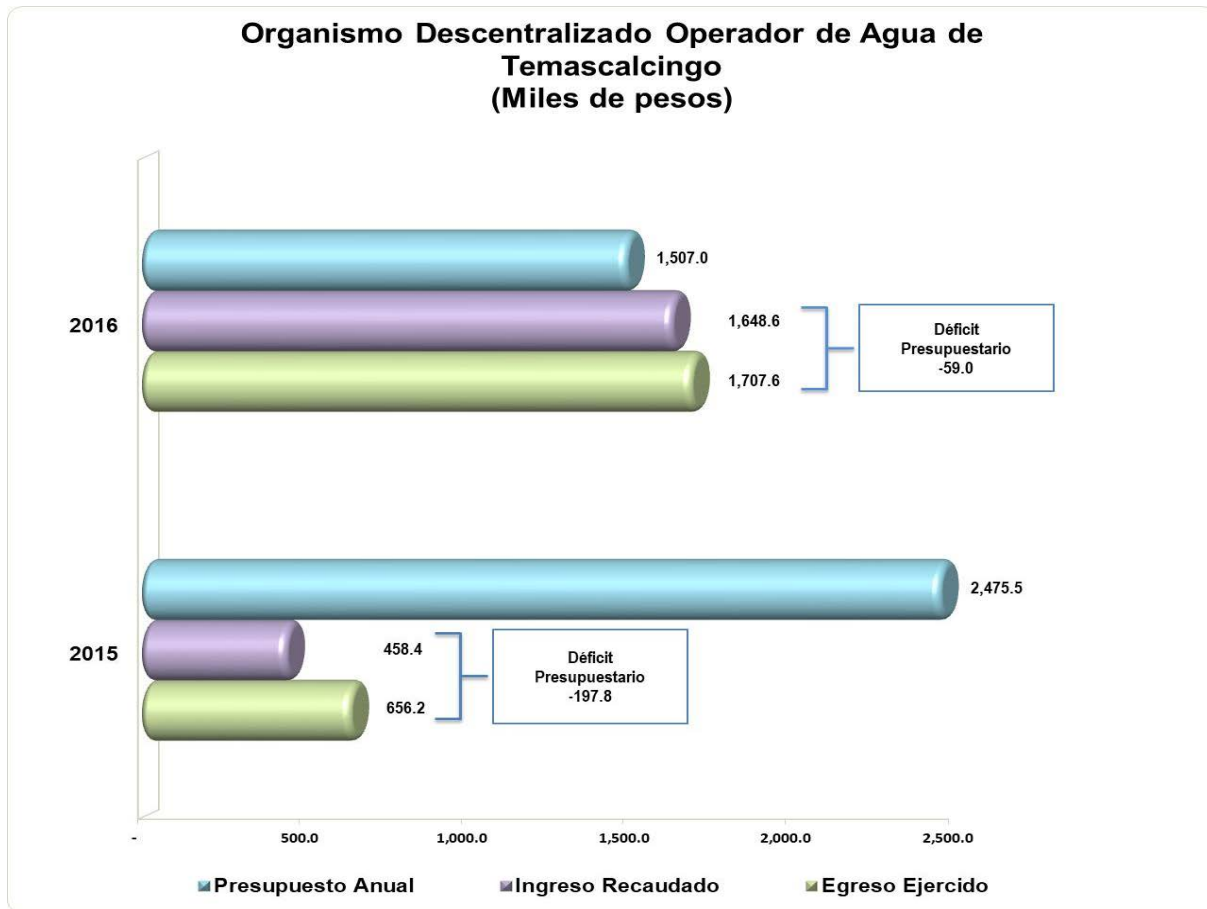 Organismo Descentralizado Operador de Agua de
Temascalcingo
(Miles de pesos)
1,507.0
2016
1,648.6
1,707.6
Déficit
Presupuestario
-59.0
2,475.5
2015
458.4
656.2
Déficit
Presupuestario
-197.8
- 500.0 1,000.0 1,500.0 2,000.0 2,500.0
Presupuesto Anual Ingreso Recaudado Egreso Ejercido